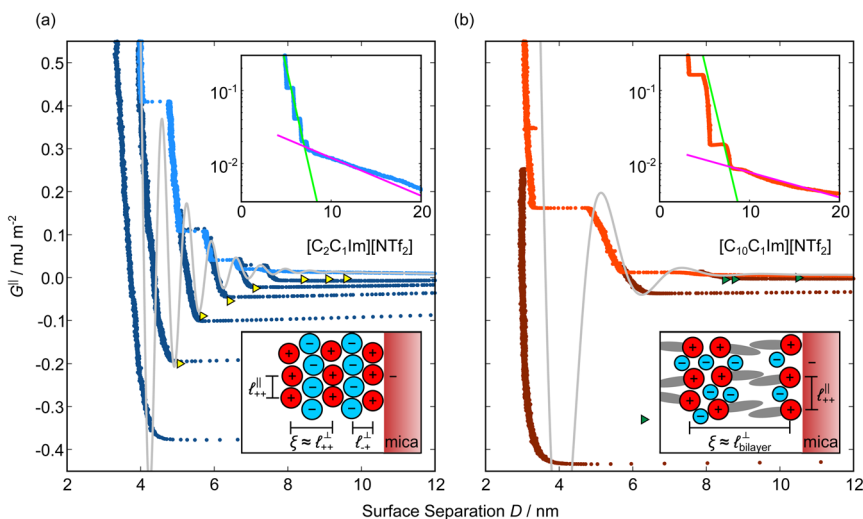 (a)
(b)
G|| / mJ m⁻²
0.5
0.4
0.3
0.2
0.1
0.0
-0.1
-0.2
-0.3
-0.4
2 4 6 8 10 12
10⁻¹
10⁻²
0 10 20
[C₂C₁Im][NTf₂]
ℓ||++
ξ ≈ ℓ⊥++
ℓ⊥-+
mica
+
−
2 4 6 8 10 12
10⁻¹
10⁻²
0 10 20
[C₁₀C₁Im][NTf₂]
ℓ||++
ξ ≈ ℓ⊥bilayer
mica
+
−
Surface Separation D / nm